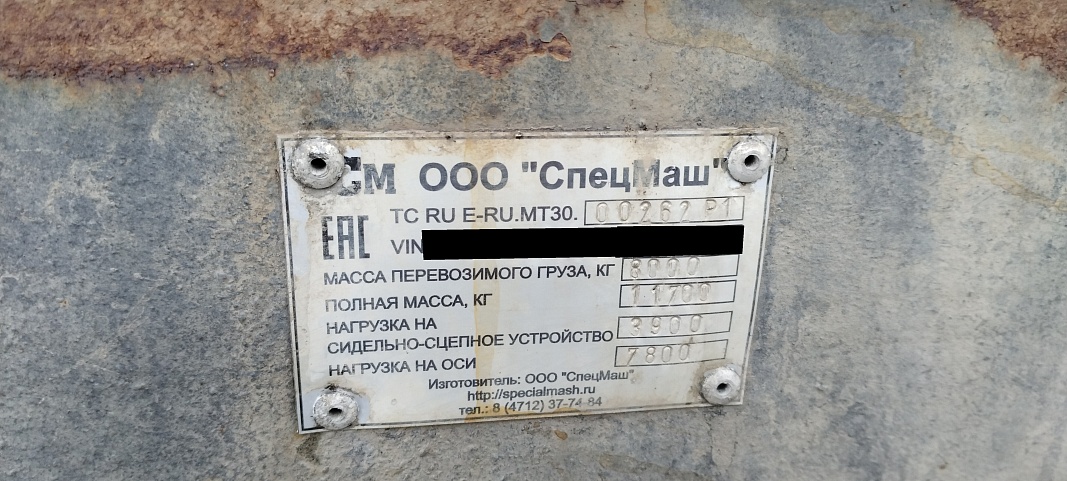 СМ ООО "СпецМаш"
ЕАС ТС RU E-RU.МТ30. 00262 Р1
VIN
МАССА ПЕРЕВОЗИМОГО ГРУЗА, КГ 8000
ПОЛНАЯ МАССА, КГ 11700
НАГРУЗКА НА
СИДЕЛЬНО-СЦЕПНОЕ УСТРОЙСТВО 3900
НАГРУЗКА НА ОСИ 7800
Изготовитель: ООО "СпецМаш"
http://specialmash.ru
тел.: 8 (4712) 37-74-84